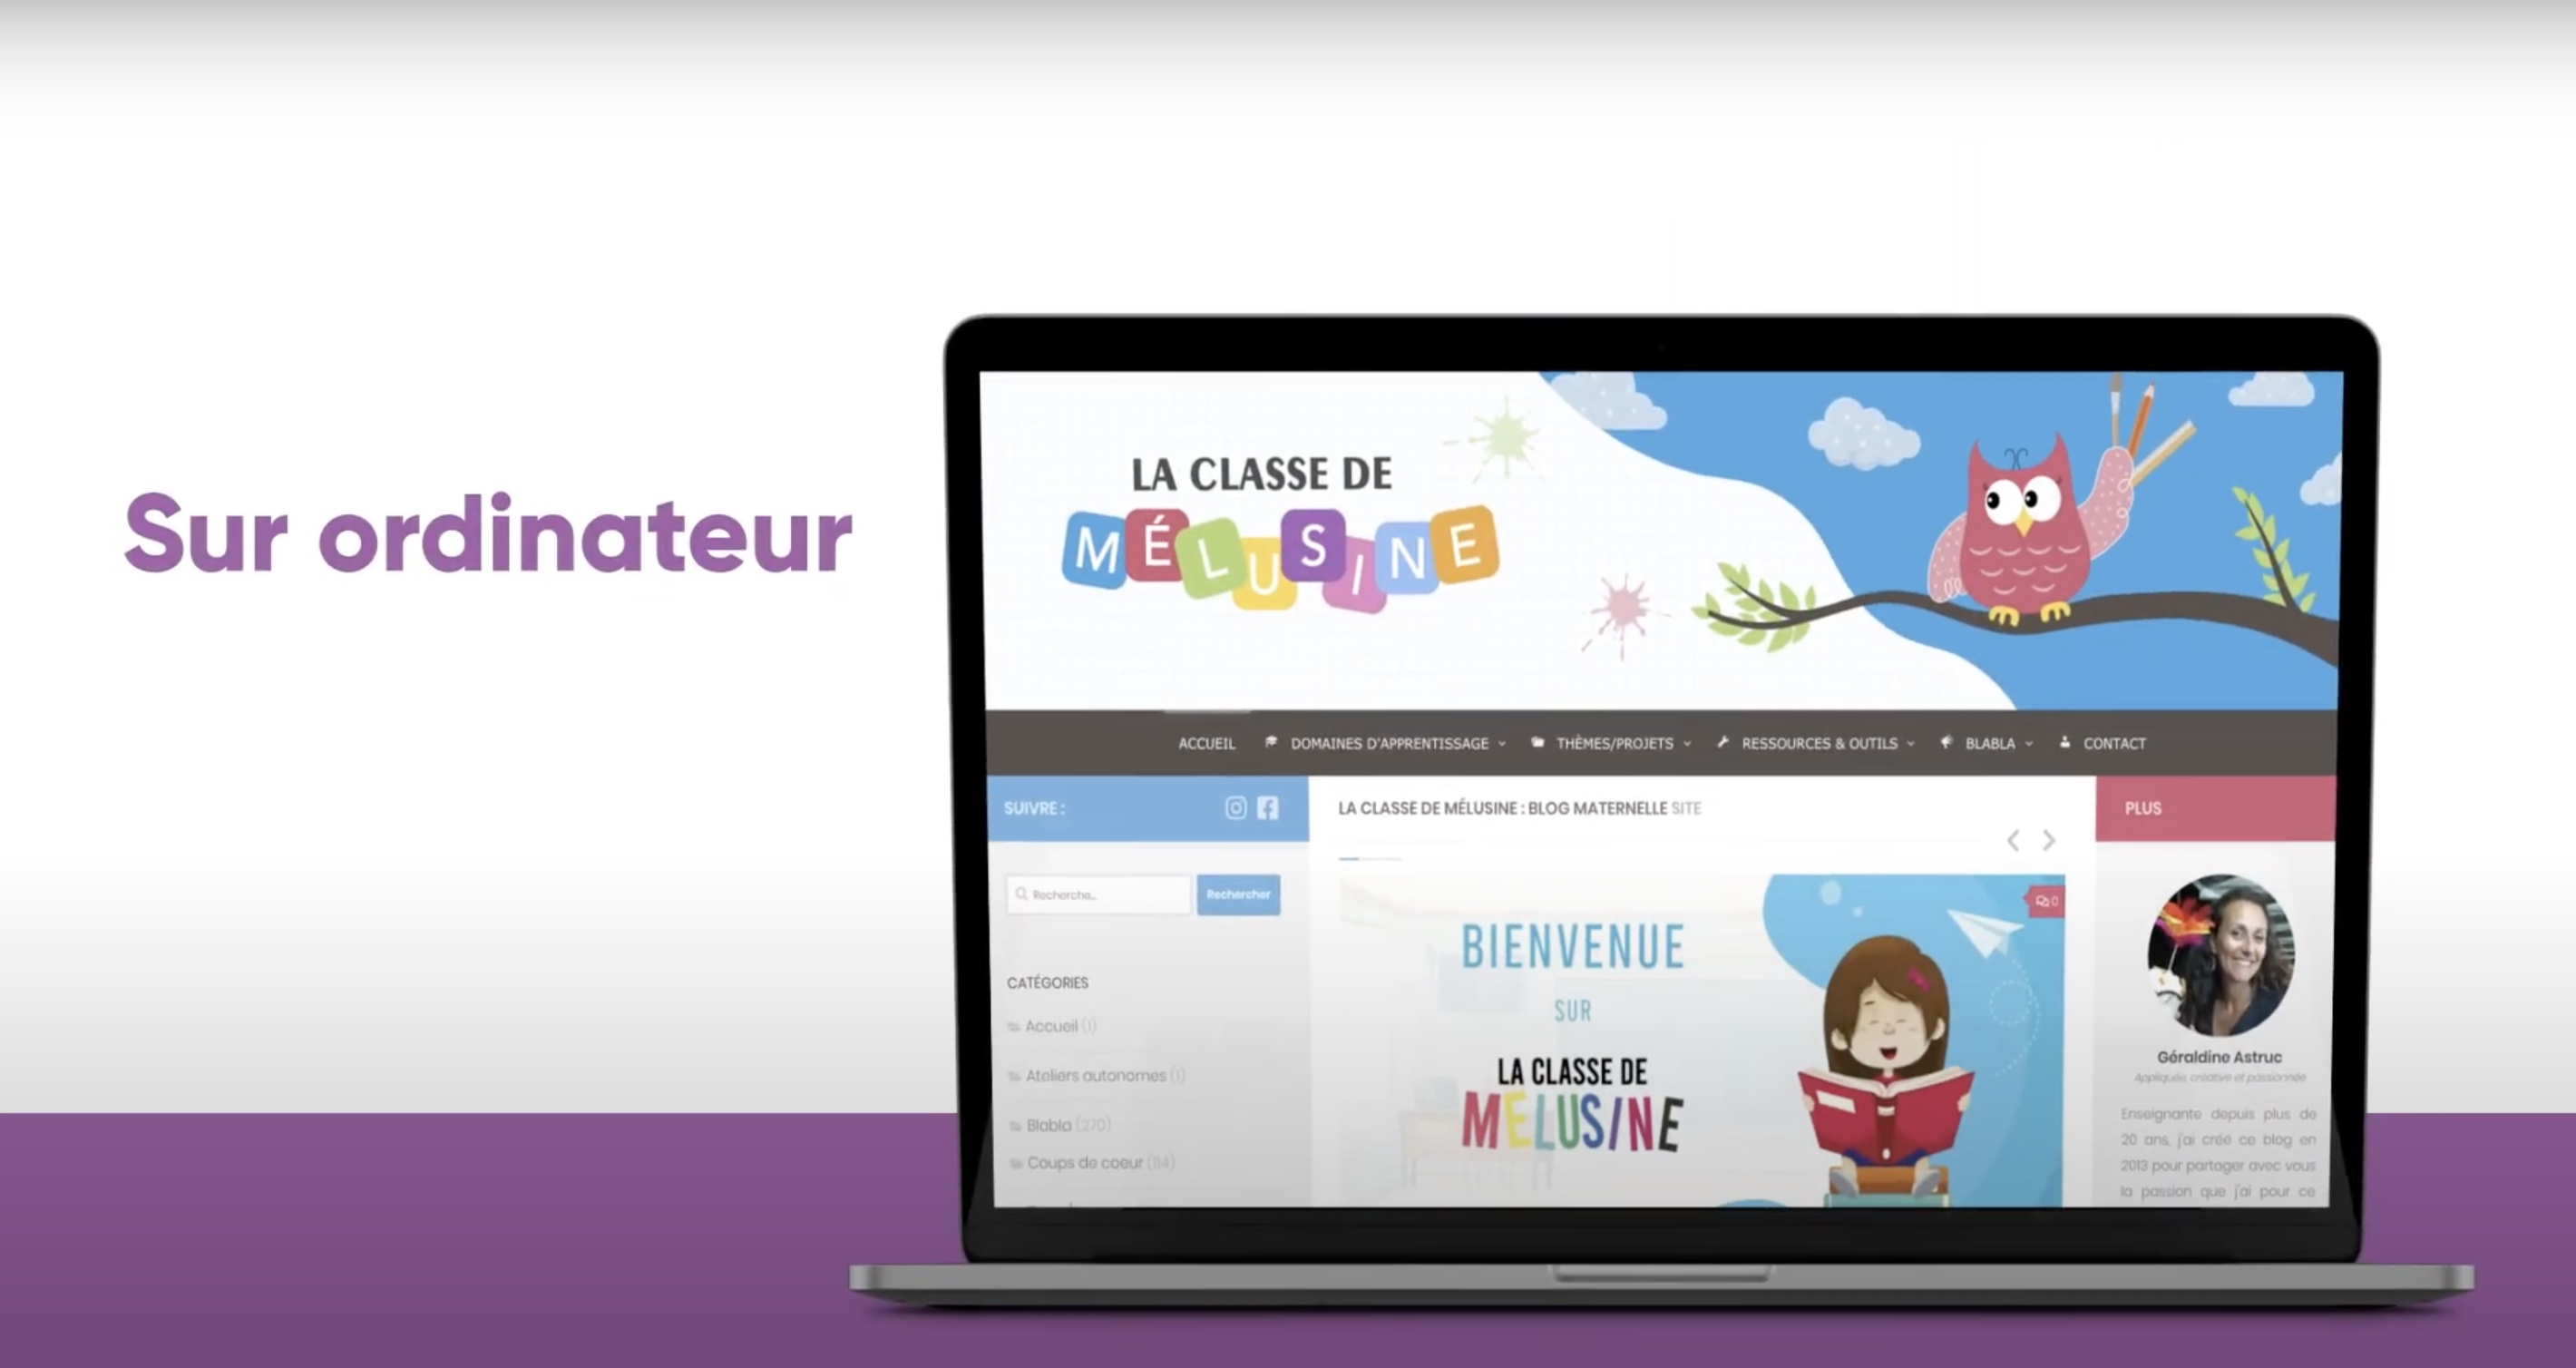 Sur ordinateur
LA CLASSE DE
MÉLUSINE
ACCUEIL DOMAINES D'APPRENTISSAGE THÈMES/PROJETS RESSOURCES & OUTILS BLABLA CONTACT
SUIVRE :
LA CLASSE DE MÉLUSINE : BLOG MATERNELLE SITE
PLUS
Recherche...
Rechercher
0
BIENVENUE
SUR
LA CLASSE DE
MELUSINE
CATÉGORIES
Accueil (1)
Ateliers autonomes (1)
Blabla (270)
Coups de coeur (114)
Géraldine Astruc
Appliquée, créative et passionnée
Enseignante depuis plus de
20 ans, j'ai créé ce blog en
2013 pour partager avec vous
la passion que j'ai pour ce